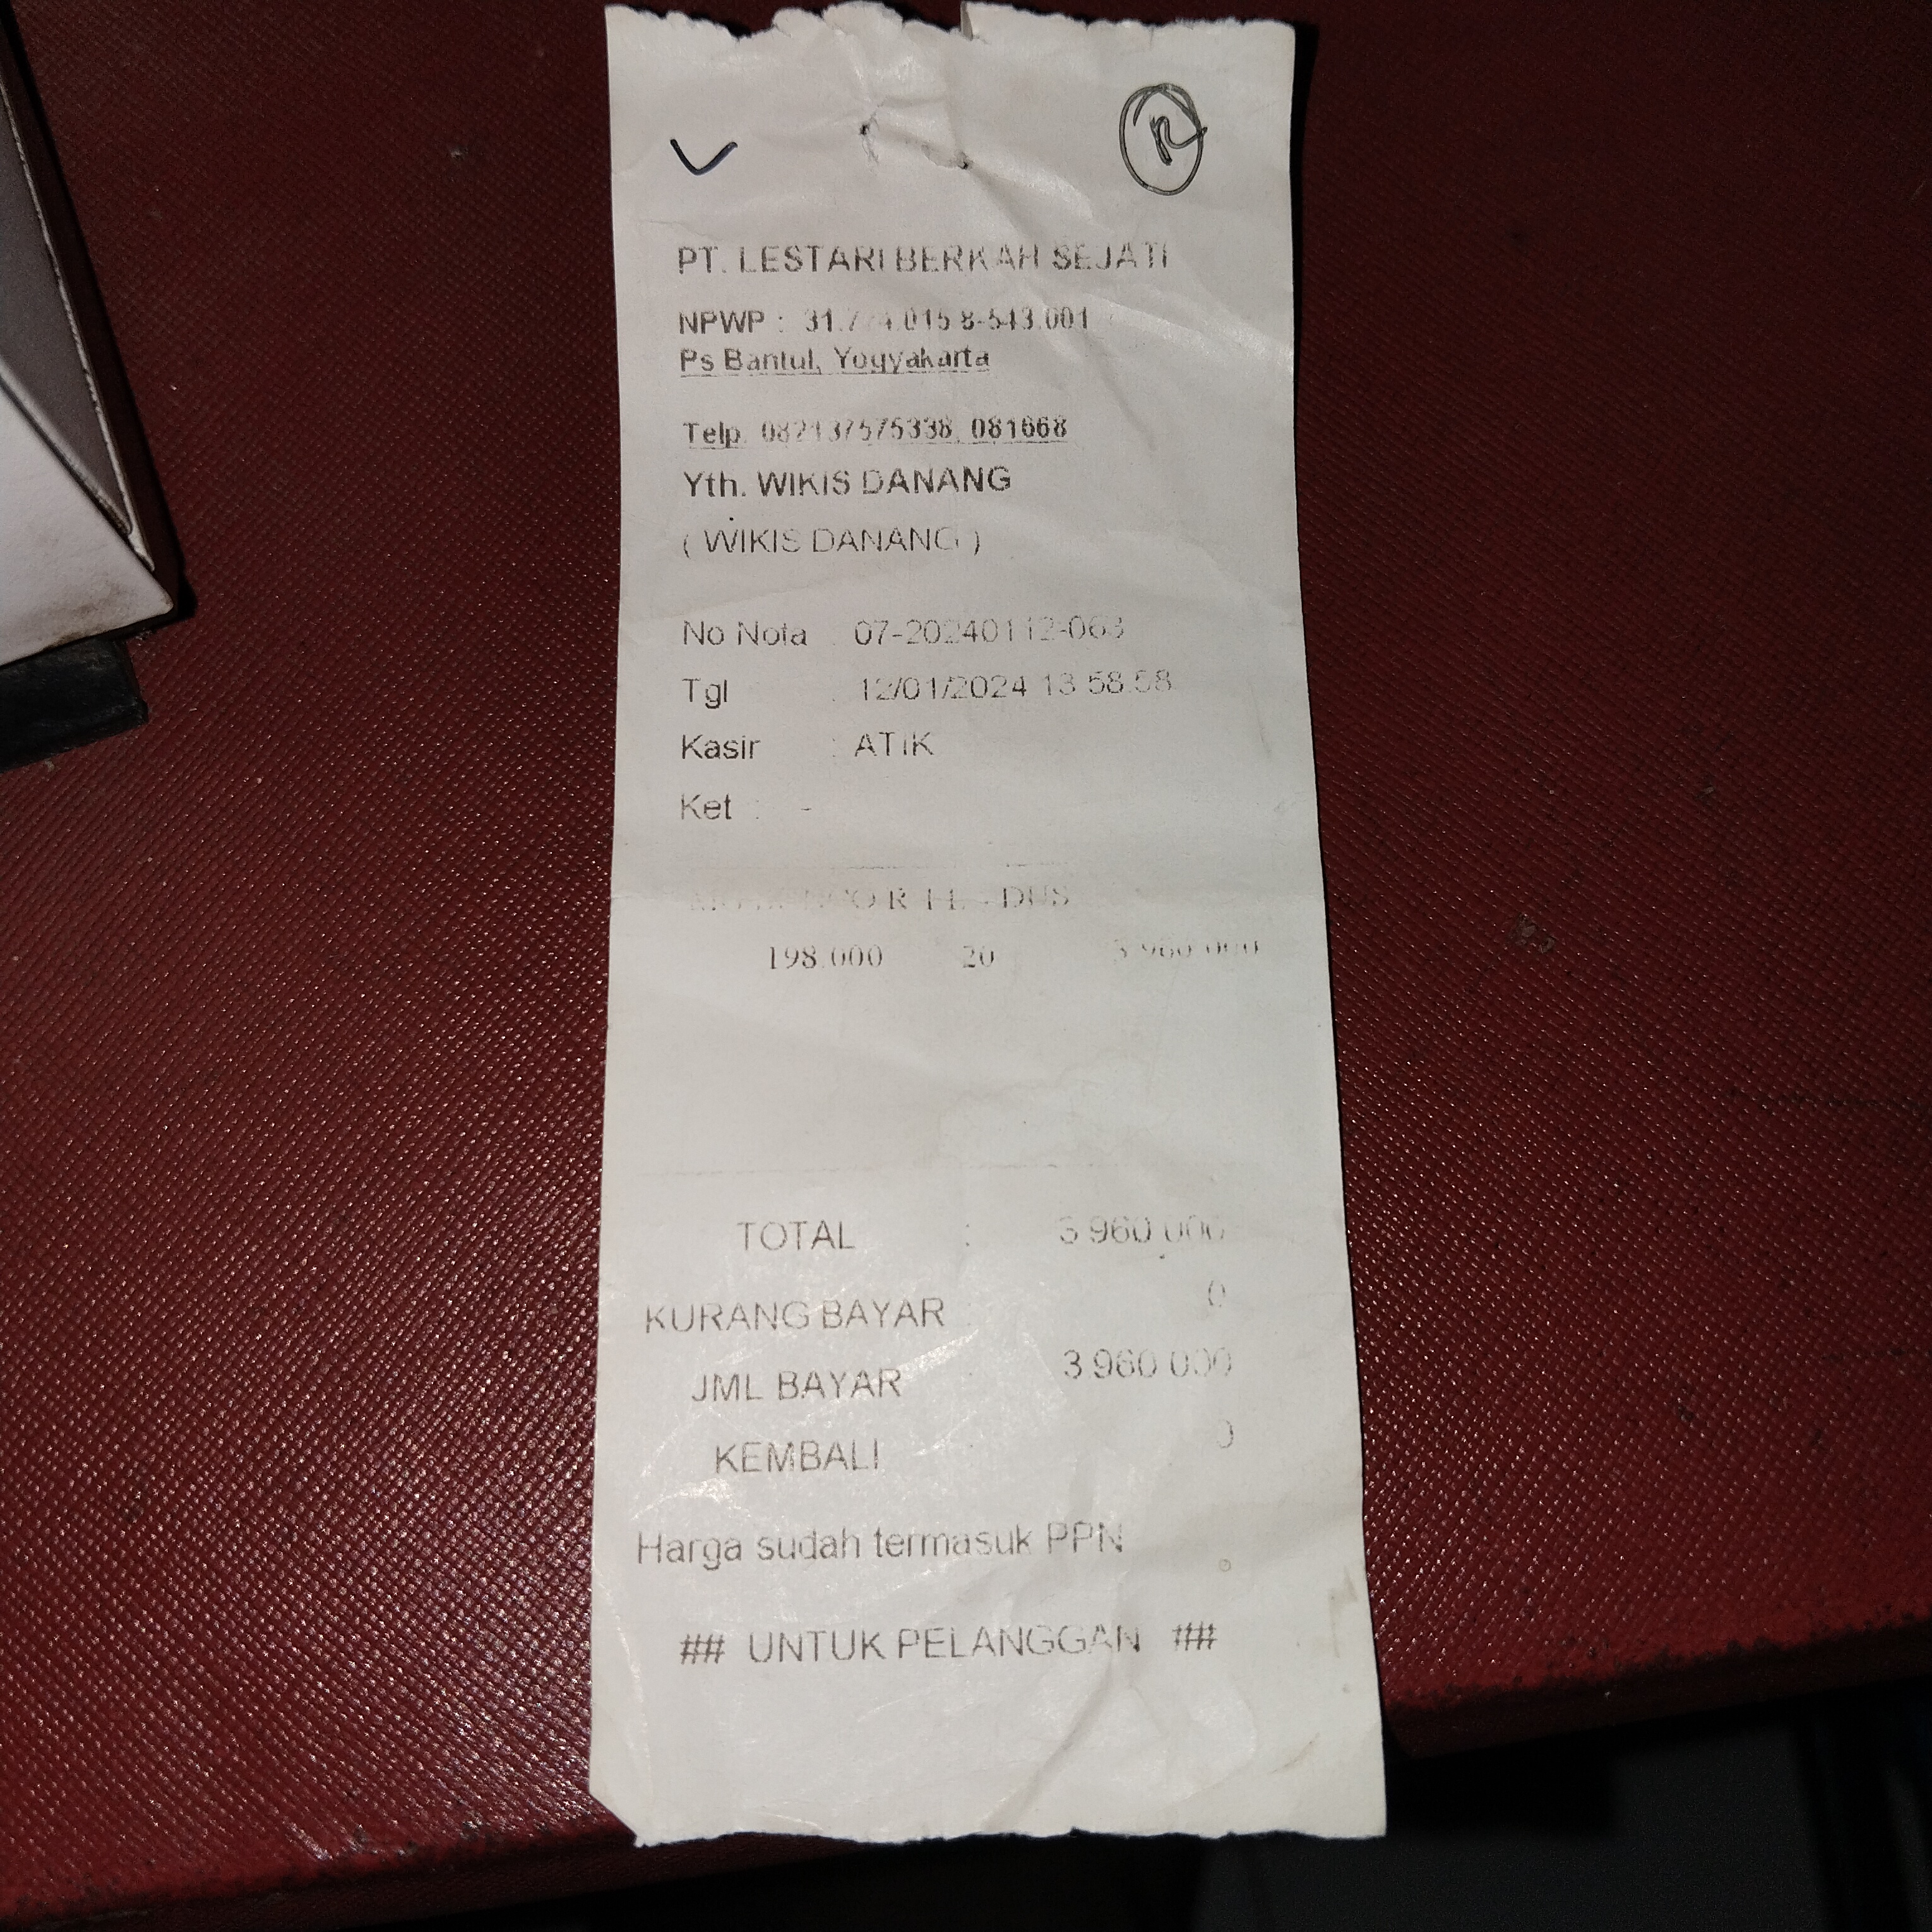 R
PT. LESTARI BERKAH SEJATI
NPWP : 31.774.015.8-543.001
Ps Bantul, Yogyakarta
Telp. 082137575338, 081668
Yth. WIKIS DANANG
( WIKIS DANANG )
No Nota : 07-20240112-063
Tgl : 12/01/2024 13:58:58
Kasir : ATIK
Ket : -
- DUS
198.000 20 3.960.000
TOTAL : 3.960.000
KURANG BAYAR : 0
JML BAYAR : 3.960.000
KEMBALI : 0
Harga sudah termasuk PPN
## UNTUK PELANGGAN ##